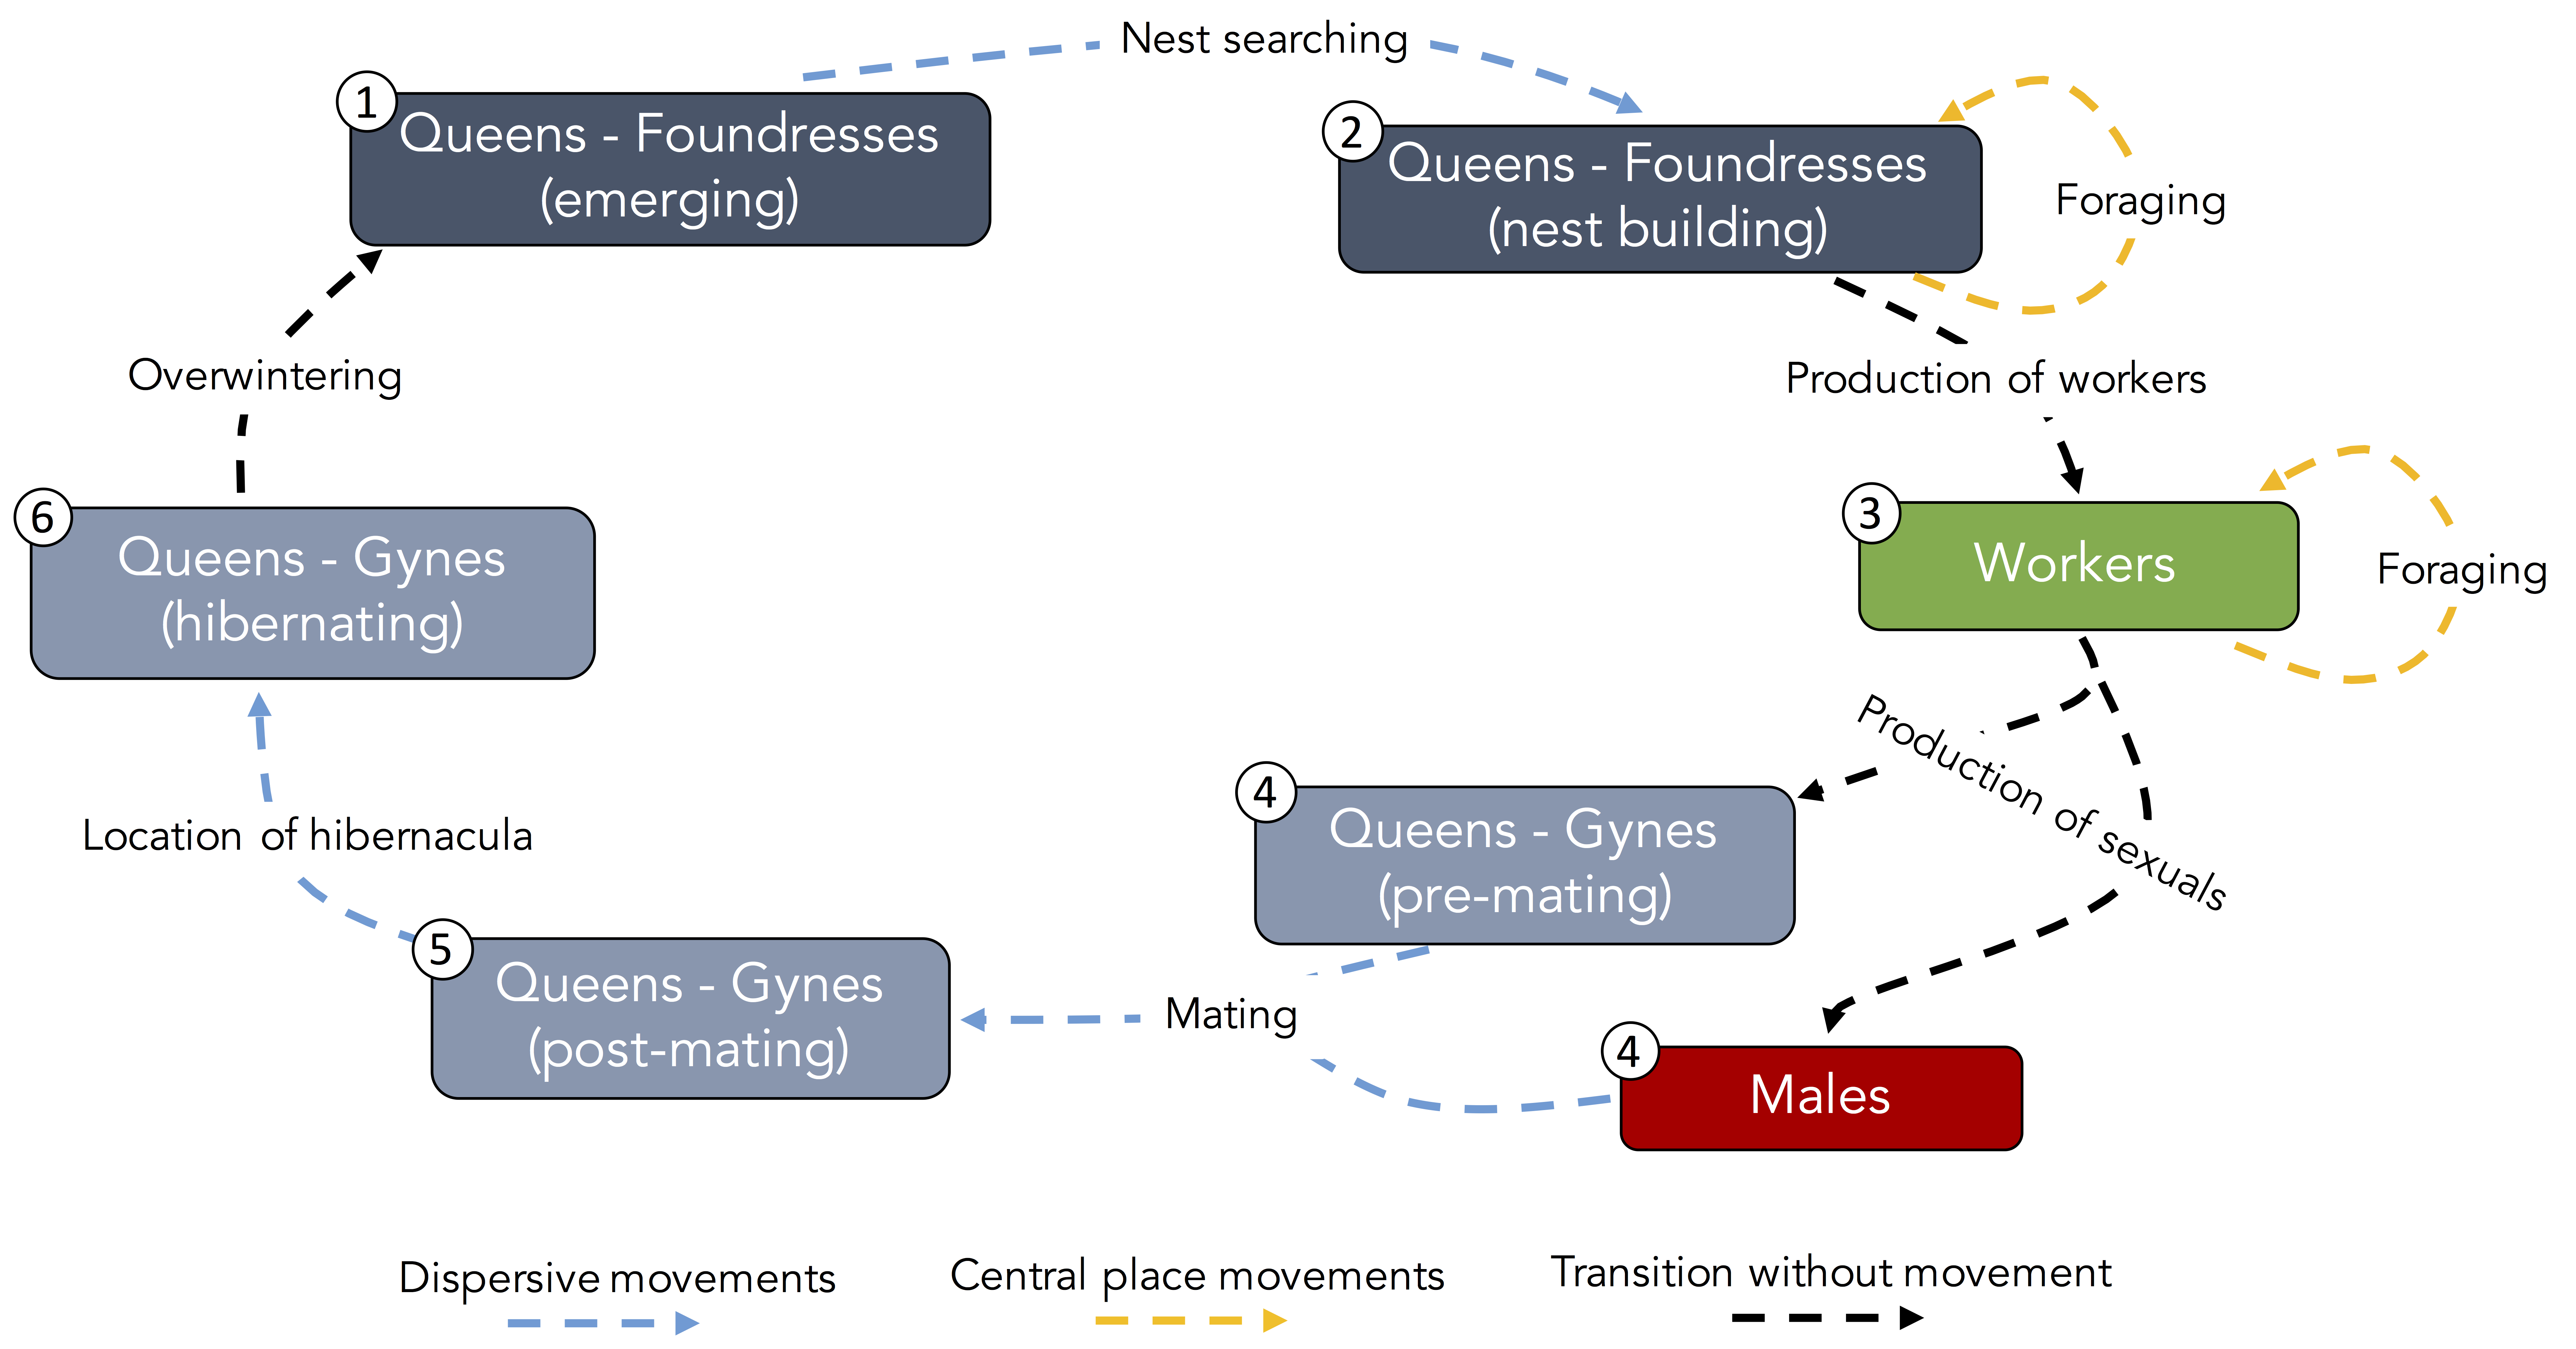 Nest searching
1
Queens - Foundresses
(emerging)
2
Queens - Foundresses
(nest building)
Foraging
Overwintering
Production of workers
6
Queens - Gynes
(hibernating)
3
Workers
Foraging
Production of sexuals
4
Queens - Gynes
(pre-mating)
Location of hibernacula
5
Queens - Gynes
(post-mating)
Mating
4
Males
Dispersive movements
Central place movements
Transition without movement